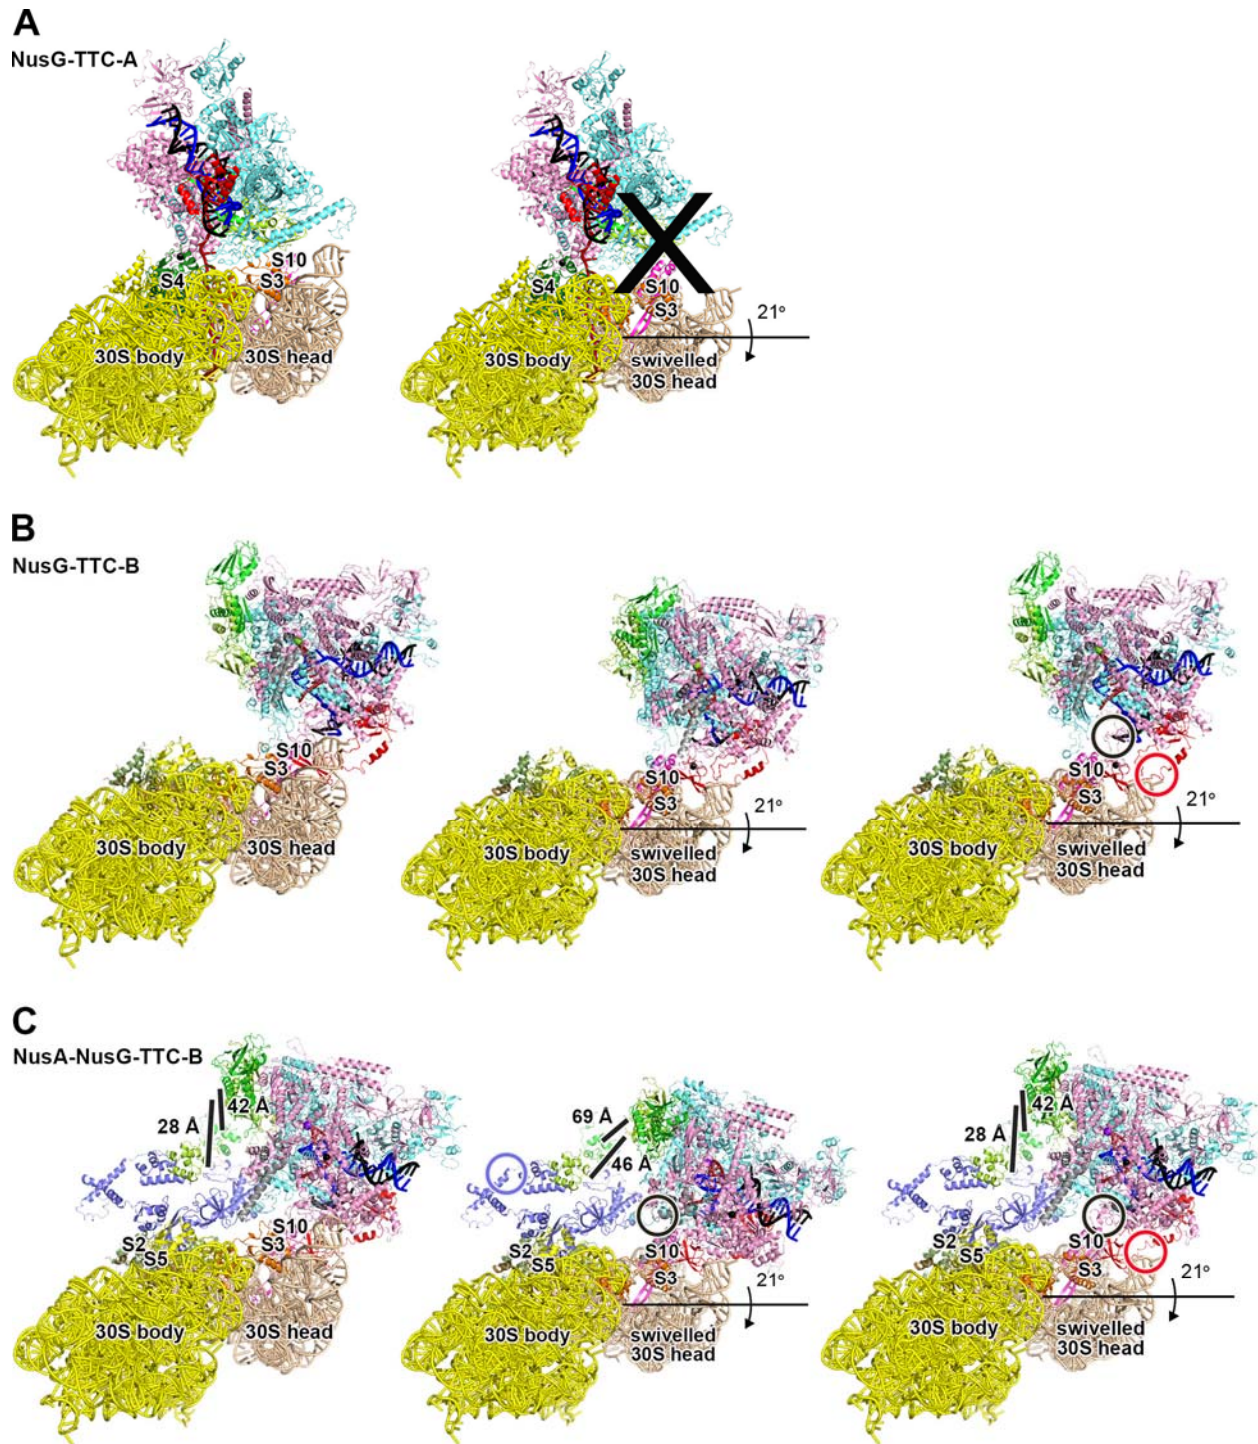 A
NusG-TTC-A
S4
S10
S3
30S body
30S head
S4
S10
S3
21°
30S body
swivelled
30S head
B
NusG-TTC-B
S10
S3
30S body
30S head
S10
S3
21°
30S body
swivelled
30S head
S10
S3
21°
30S body
swivelled
30S head
C
NusA-NusG-TTC-B
42 Å
28 Å
S10
S2
S3
S5
30S body
30S head
69 Å
46 Å
S10
S2
S5
S3
21°
30S body
swivelled
30S head
42 Å
28 Å
S10
S2
S5
S3
21°
30S body
swivelled
30S head